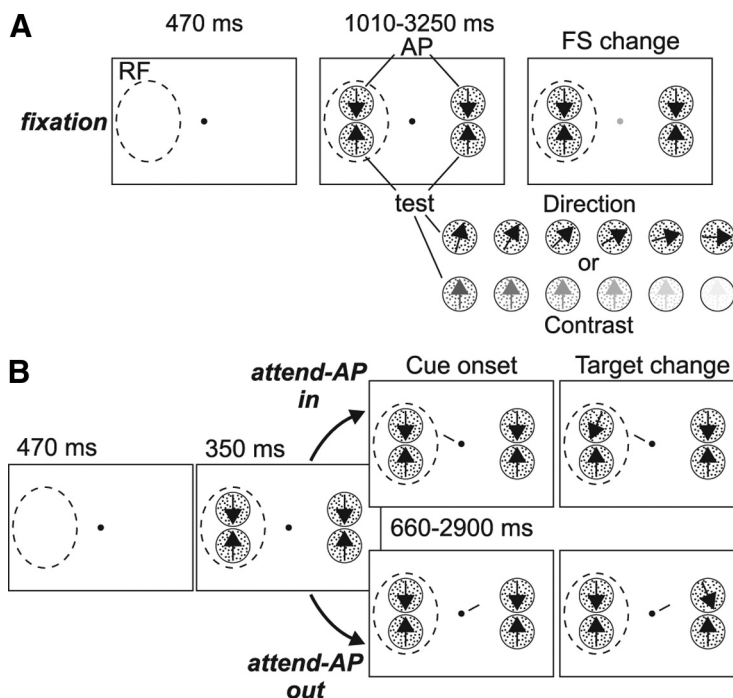 A
470 ms
1010-3250 ms
AP
FS change
RF
fixation
test
Direction
or
Contrast
B
attend-AP
in
Cue onset
Target change
470 ms
350 ms
660-2900 ms
attend-AP
out